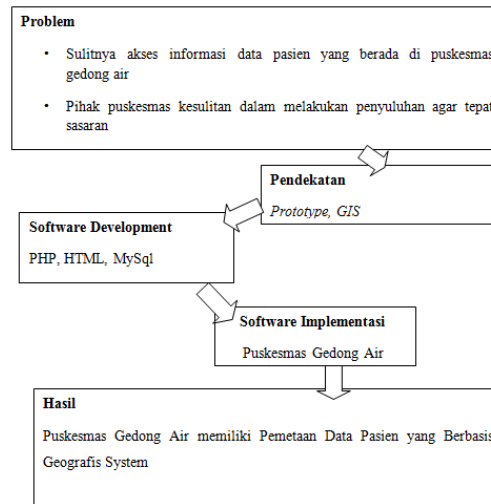 Problem
• Sulitnya akses informasi data pasien yang berada di puskesmas
gedong air
• Pihak puskesmas kesulitan dalam melakukan penyuluhan agar tepat
sasaran
Pendekatan
Prototype, GIS
Software Development
PHP, HTML, MySql
Software Implementasi
Puskesmas Gedong Air
Hasil
Puskesmas Gedong Air memiliki Pemetaan Data Pasien yang Berbasis
Geografis System